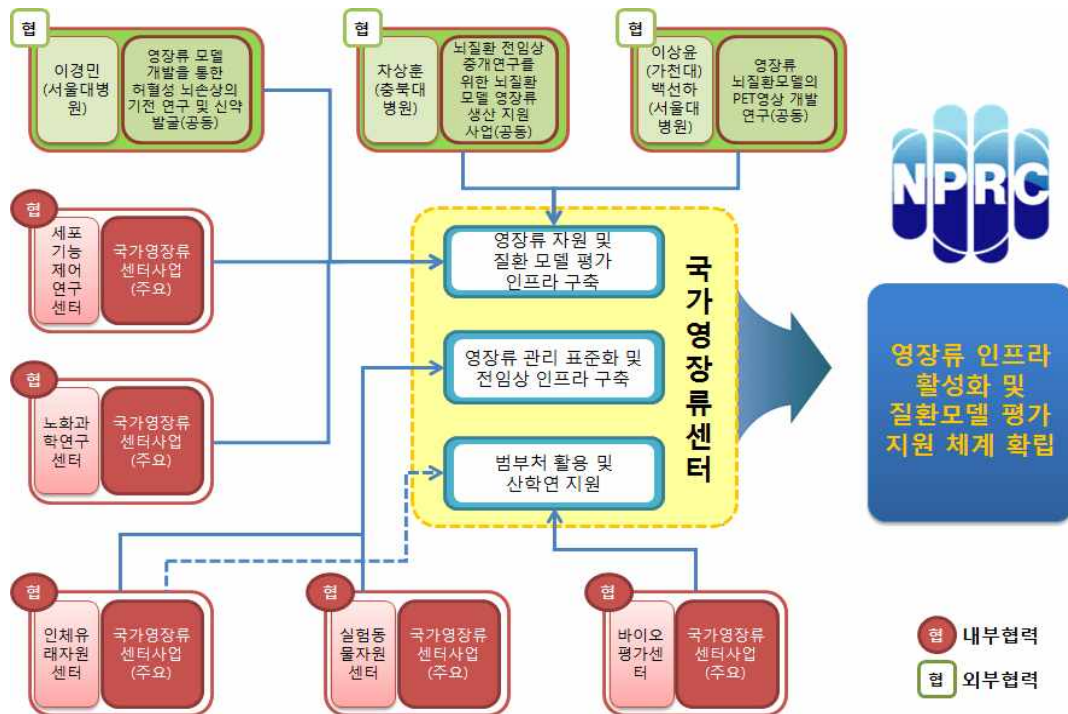 협
이경민
(서울대병
원)
영장류 모델
개발을 통한
허혈성 뇌손상의
기전 연구 및 신약
발굴(공동)
협
차상훈
(충북대
병원)
뇌질환 전임상
중개연구를
위한 뇌질환
모델 영장류
생산 지원
사업(공동)
협
이상윤
(가천대)
백선하
(서울대
병원)
영장류
뇌질환모델의
PET영상 개발
연구(공동)
NPRC
협
세포
기능
제어
연구
센터
국가영장류
센터사업
(주요)
영장류 자원 및
질환 모델 평가
인프라 구축
영장류 관리 표준화 및
전임상 인프라 구축
범부처 활용 및
산학연 지원
국가영장류센터
영장류 인프라
활성화 및
질환모델 평가
지원 체계 확립
협
노화과
학연구
센터
국가영장류
센터사업
(주요)
협
인체유
래자원
센터
국가영장류
센터사업
(주요)
협
실험동
물자원
센터
국가영장류
센터사업
(주요)
협
바이오
평가센
터
국가영장류
센터사업
(주요)
협 내부협력
협 외부협력